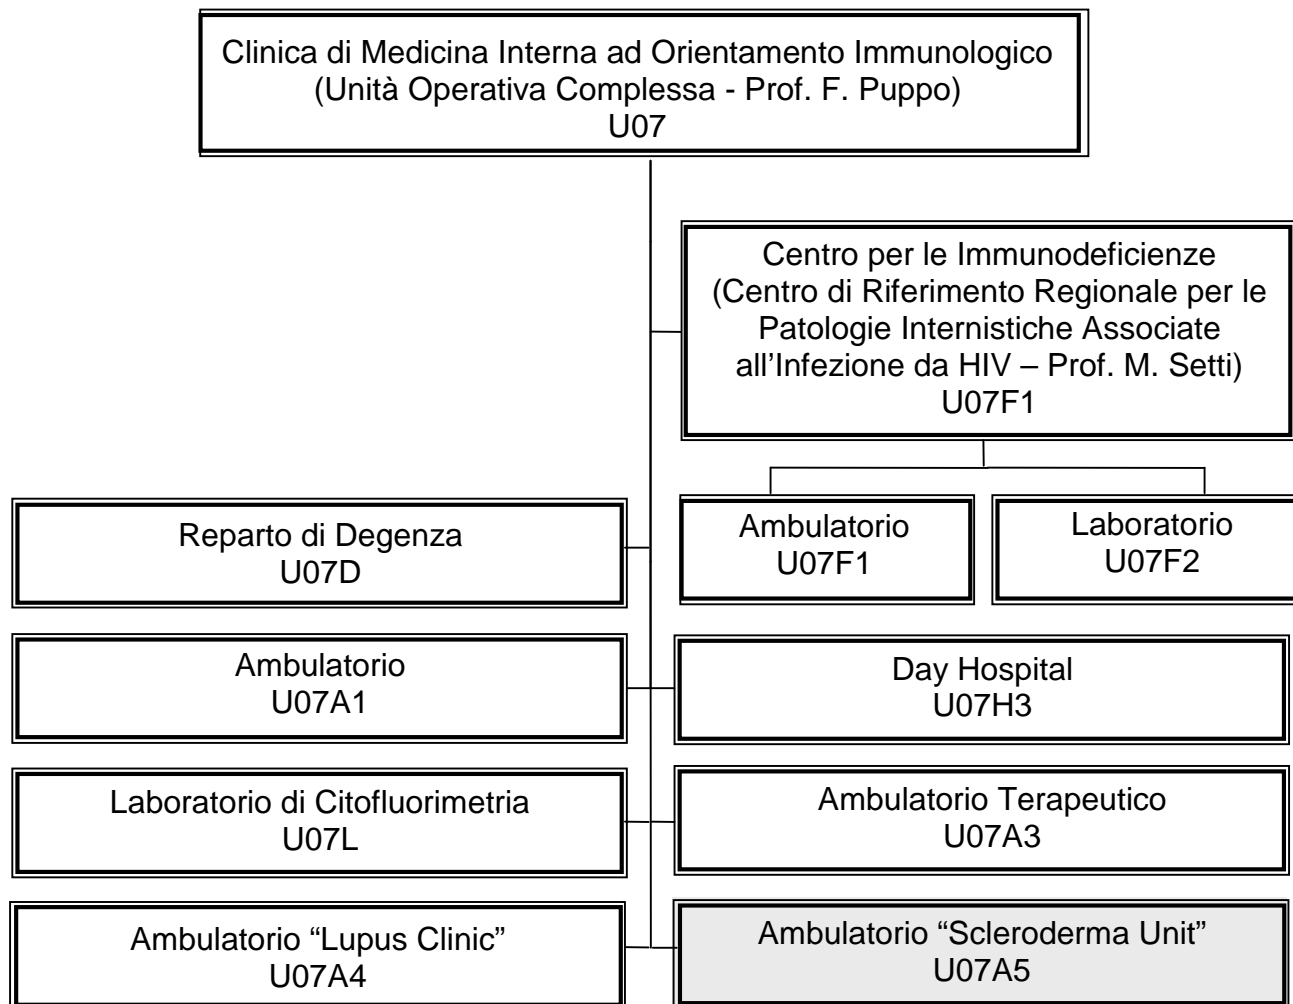 Clinica di Medicina Interna ad Orientamento Immunologico
(Unità Operativa Complessa - Prof. F. Puppo)
U07
Centro per le Immunodeficienze
(Centro di Riferimento Regionale per le
Patologie Internistiche Associate
all’Infezione da HIV – Prof. M. Setti)
U07F1
Ambulatorio
U07F1
Laboratorio
U07F2
Reparto di Degenza
U07D
Ambulatorio
U07A1
Day Hospital
U07H3
Laboratorio di Citofluorimetria
U07L
Ambulatorio Terapeutico
U07A3
Ambulatorio “Lupus Clinic”
U07A4
Ambulatorio “Scleroderma Unit”
U07A5